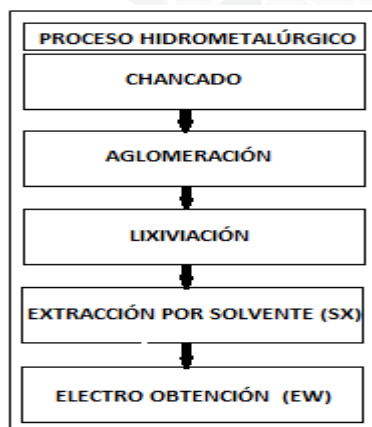 PROCESO HIDROMETALÚRGICO
CHANCADO
AGLOMERACIÓN
LIXIVIACIÓN
EXTRACCIÓN POR SOLVENTE (SX)
ELECTRO OBTENCIÓN (EW)